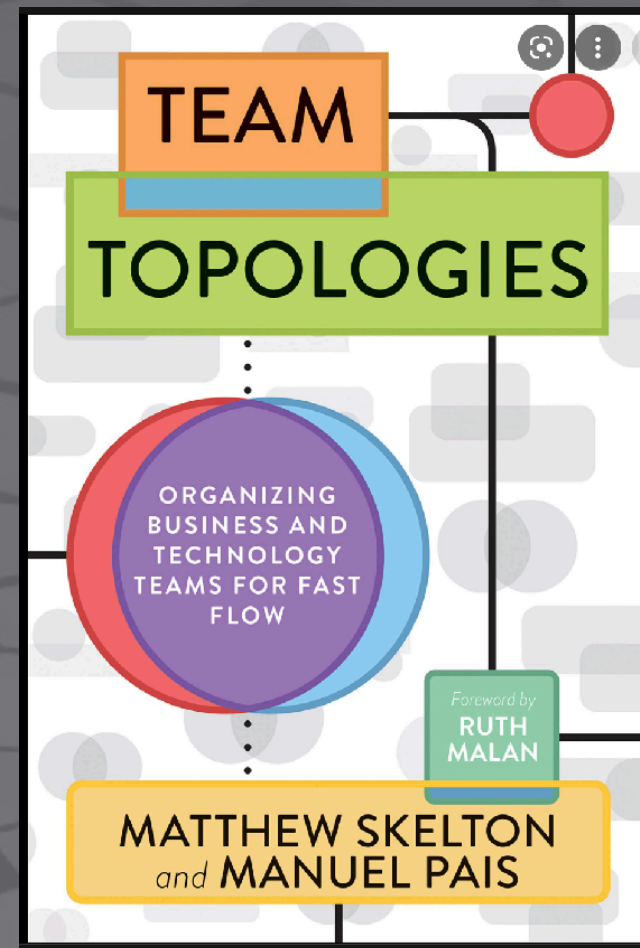 TEAM
TOPOLOGIES
ORGANIZING
BUSINESS AND
TECHNOLOGY
TEAMS FOR FAST
FLOW
Foreword by
RUTH
MALAN
MATTHEW SKELTON
and MANUEL PAIS